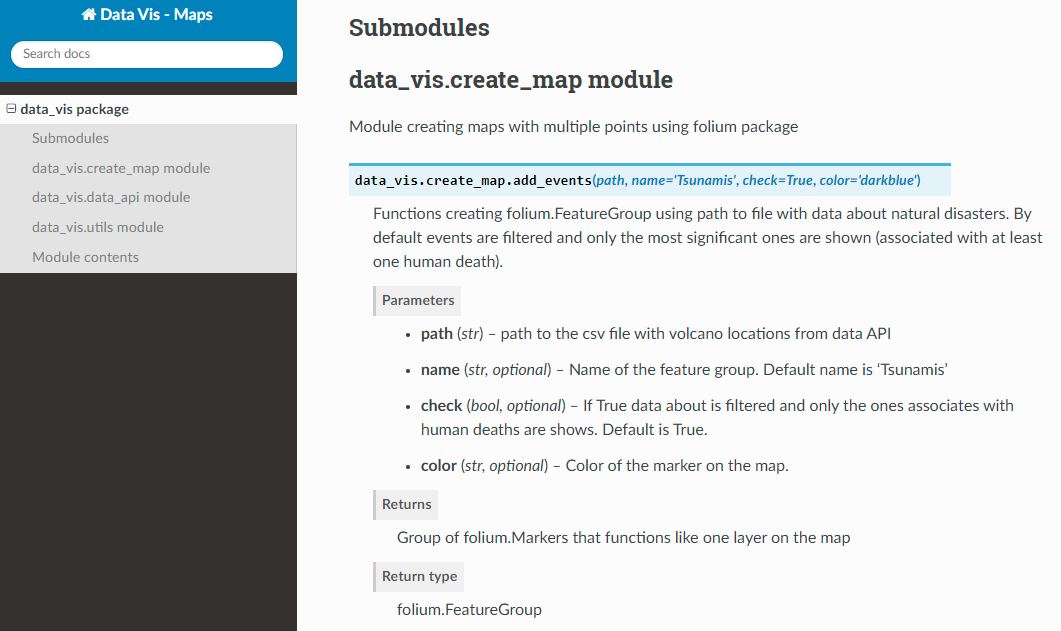 Data Vis - Maps
Search docs
data_vis package
Submodules
data_vis.create_map module
data_vis.data_api module
data_vis.utils module
Module contents
Submodules
data_vis.create_map module
Module creating maps with multiple points using folium package
data_vis.create_map.add_events(path, name='Tsunamis', check=True, color='darkblue')
Functions creating folium.FeatureGroup using path to file with data about natural disasters. By
default events are filtered and only the most significant ones are shown (associated with at least
one human death).
Parameters
• path (str) – path to the csv file with volcano locations from data API
• name (str, optional) – Name of the feature group. Default name is ‘Tsunamis’
• check (bool, optional) – If True data about is filtered and only the ones associates with
human deaths are shows. Default is True.
• color (str, optional) – Color of the marker on the map.
Returns
Group of folium.Markers that functions like one layer on the map
Return type
folium.FeatureGroup